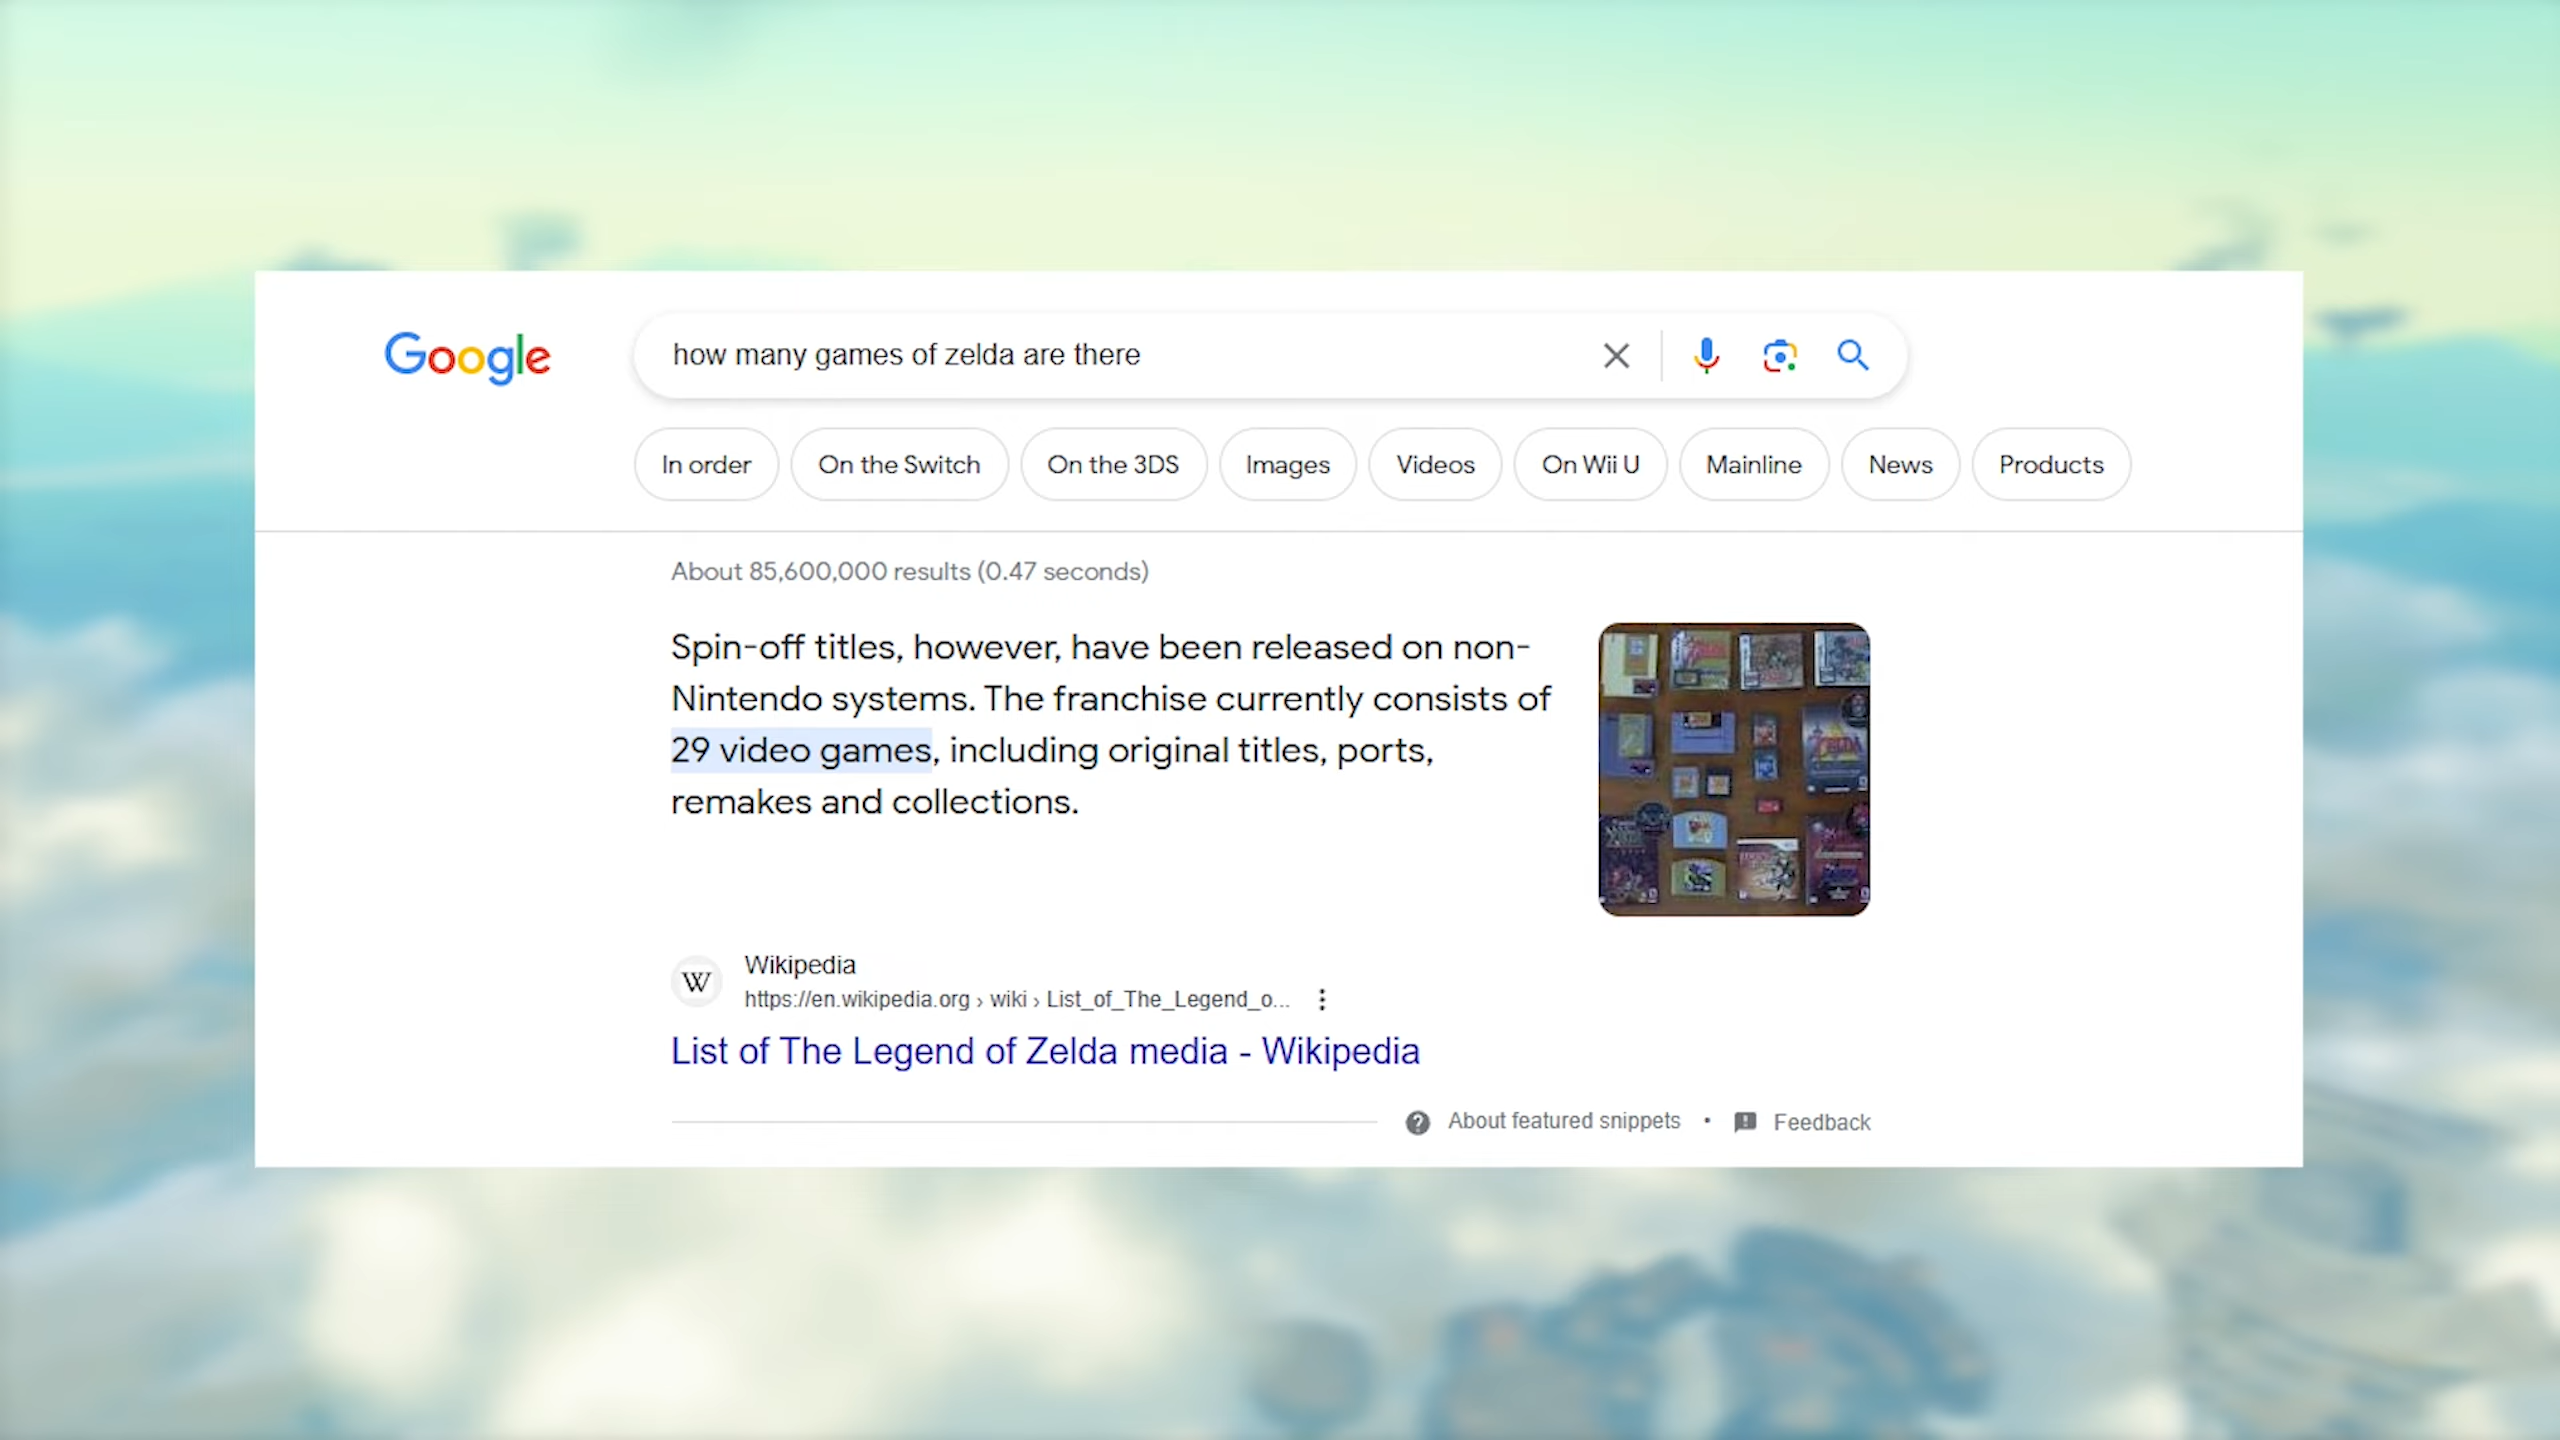 Google
how many games of zelda are there
In order
On the Switch
On the 3DS
Images
Videos
On Wii U
Mainline
News
Products
About 85,600,000 results (0.47 seconds)
Spin-off titles, however, have been released on non-
Nintendo systems. The franchise currently consists of
29 video games, including original titles, ports,
remakes and collections.
W
Wikipedia
https://en.wikipedia.org › wiki › List_of_The_Legend_o...
List of The Legend of Zelda media - Wikipedia
About featured snippets • Feedback